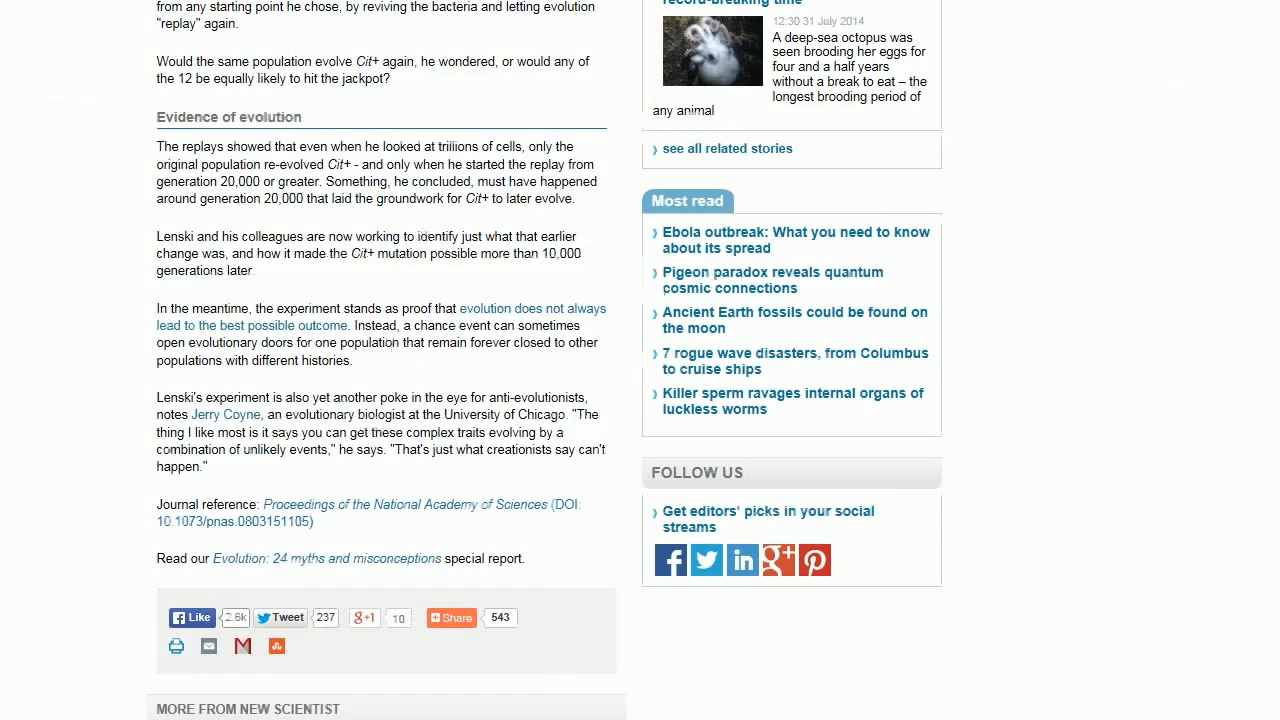 from any starting point he chose, by reviving the bacteria and letting evolution
"replay" again.
Would the same population evolve Cit+ again, he wondered, or would any of
the 12 be equally likely to hit the jackpot?
Evidence of evolution
The replays showed that even when he looked at trillions of cells, only the
original population re-evolved Cit+ - and only when he started the replay from
generation 20,000 or greater. Something, he concluded, must have happened
around generation 20,000 that laid the groundwork for Cit+ to later evolve.
Lenski and his colleagues are now working to identify just what that earlier
change was, and how it made the Cit+ mutation possible more than 10,000
generations later.
In the meantime, the experiment stands as proof that evolution does not always
lead to the best possible outcome. Instead, a chance event can sometimes
open evolutionary doors for one population that remain forever closed to other
populations with different histories.
Lenski's experiment is also yet another poke in the eye for anti-evolutionists,
notes Jerry Coyne, an evolutionary biologist at the University of Chicago. "The
thing I like most is it says you can get these complex traits evolving by a
combination of unlikely events," he says. "That's just what creationists say can't
happen."
Journal reference: Proceedings of the National Academy of Sciences (DOI:
10.1073/pnas.0803151105)
Read our Evolution: 24 myths and misconceptions special report.
Like 2.6k Tweet 237 g+1 10 Share 543
MORE FROM NEW SCIENTIST
record-breaking time
12:30 31 July 2014
A deep-sea octopus was
seen brooding her eggs for
four and a half years
without a break to eat – the
longest brooding period of
any animal
see all related stories
Most read
Ebola outbreak: What you need to know
about its spread
Pigeon paradox reveals quantum
cosmic connections
Ancient Earth fossils could be found on
the moon
7 rogue wave disasters, from Columbus
to cruise ships
Killer sperm ravages internal organs of
luckless worms
FOLLOW US
Get editors' picks in your social
streams